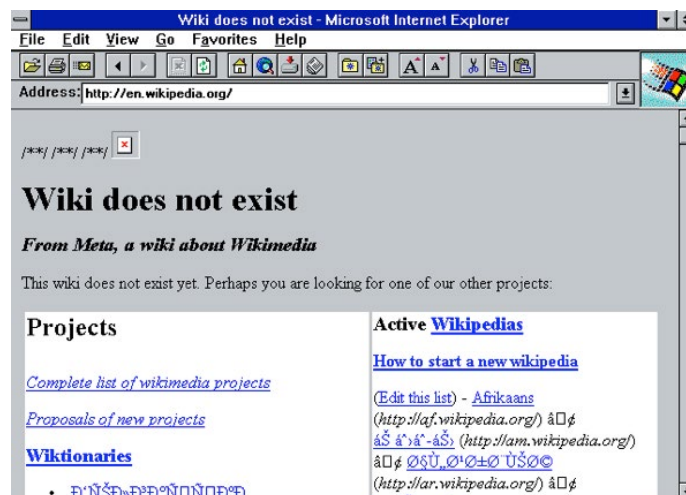 Wiki does not exist - Microsoft Internet Explorer
File Edit View Go Favorites Help
Address: http://en.wikipedia.org/
/**/ /**/ /**/
Wiki does not exist
From Meta, a wiki about Wikimedia
This wiki does not exist yet. Perhaps you are looking for one of our other projects:
Projects
Complete list of wikimedia projects
Proposals of new projects
Wiktionaries
Active Wikipedias
How to start a new wikipedia
(Edit this list) - Afrikaans
(http://af.wikipedia.org/)
(http://am.wikipedia.org/)
(http://ar.wikipedia.org/)